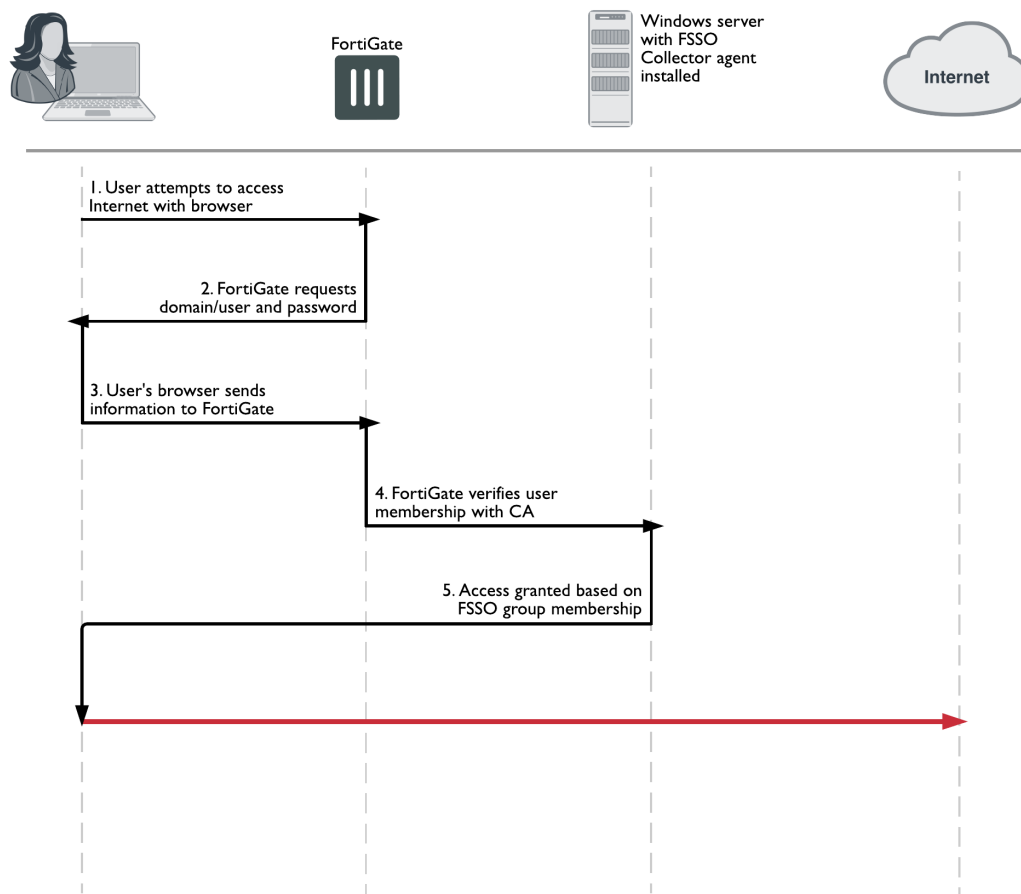 FortiGate
Windows server
with FSSO
Collector agent
installed
Internet
1. User attempts to access
Internet with browser
2. FortiGate requests
domain/user and password
3. User's browser sends
information to FortiGate
4. FortiGate verifies user
membership with CA
5. Access granted based on
FSSO group membership